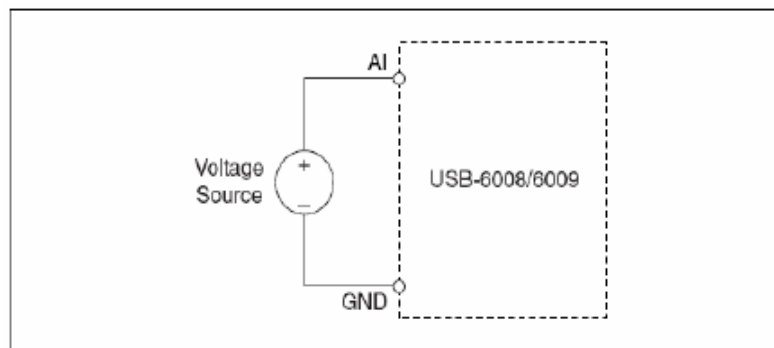 AI
+
Voltage
Source
USB-6008/6009
–
GND